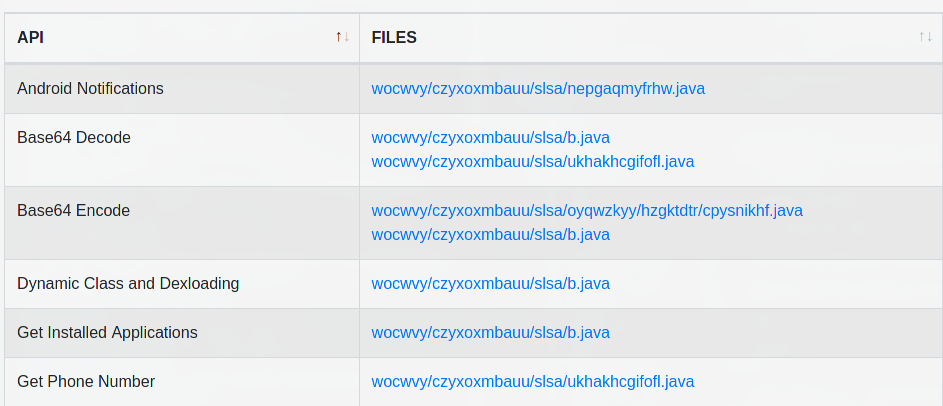 API ↑↓ FILES ↑↓
Android Notifications wocwvy/czyxoxmbauu/slsa/nepgaqmyfrhw.java
Base64 Decode wocwvy/czyxoxmbauu/slsa/b.java
wocwvy/czyxoxmbauu/slsa/ukhakhcgifofl.java
Base64 Encode wocwvy/czyxoxmbauu/slsa/oyqwzkyy/hzgktdtr/cpysnikhf.java
wocwvy/czyxoxmbauu/slsa/b.java
Dynamic Class and Dexloading wocwvy/czyxoxmbauu/slsa/b.java
Get Installed Applications wocwvy/czyxoxmbauu/slsa/b.java
Get Phone Number wocwvy/czyxoxmbauu/slsa/ukhakhcgifofl.java